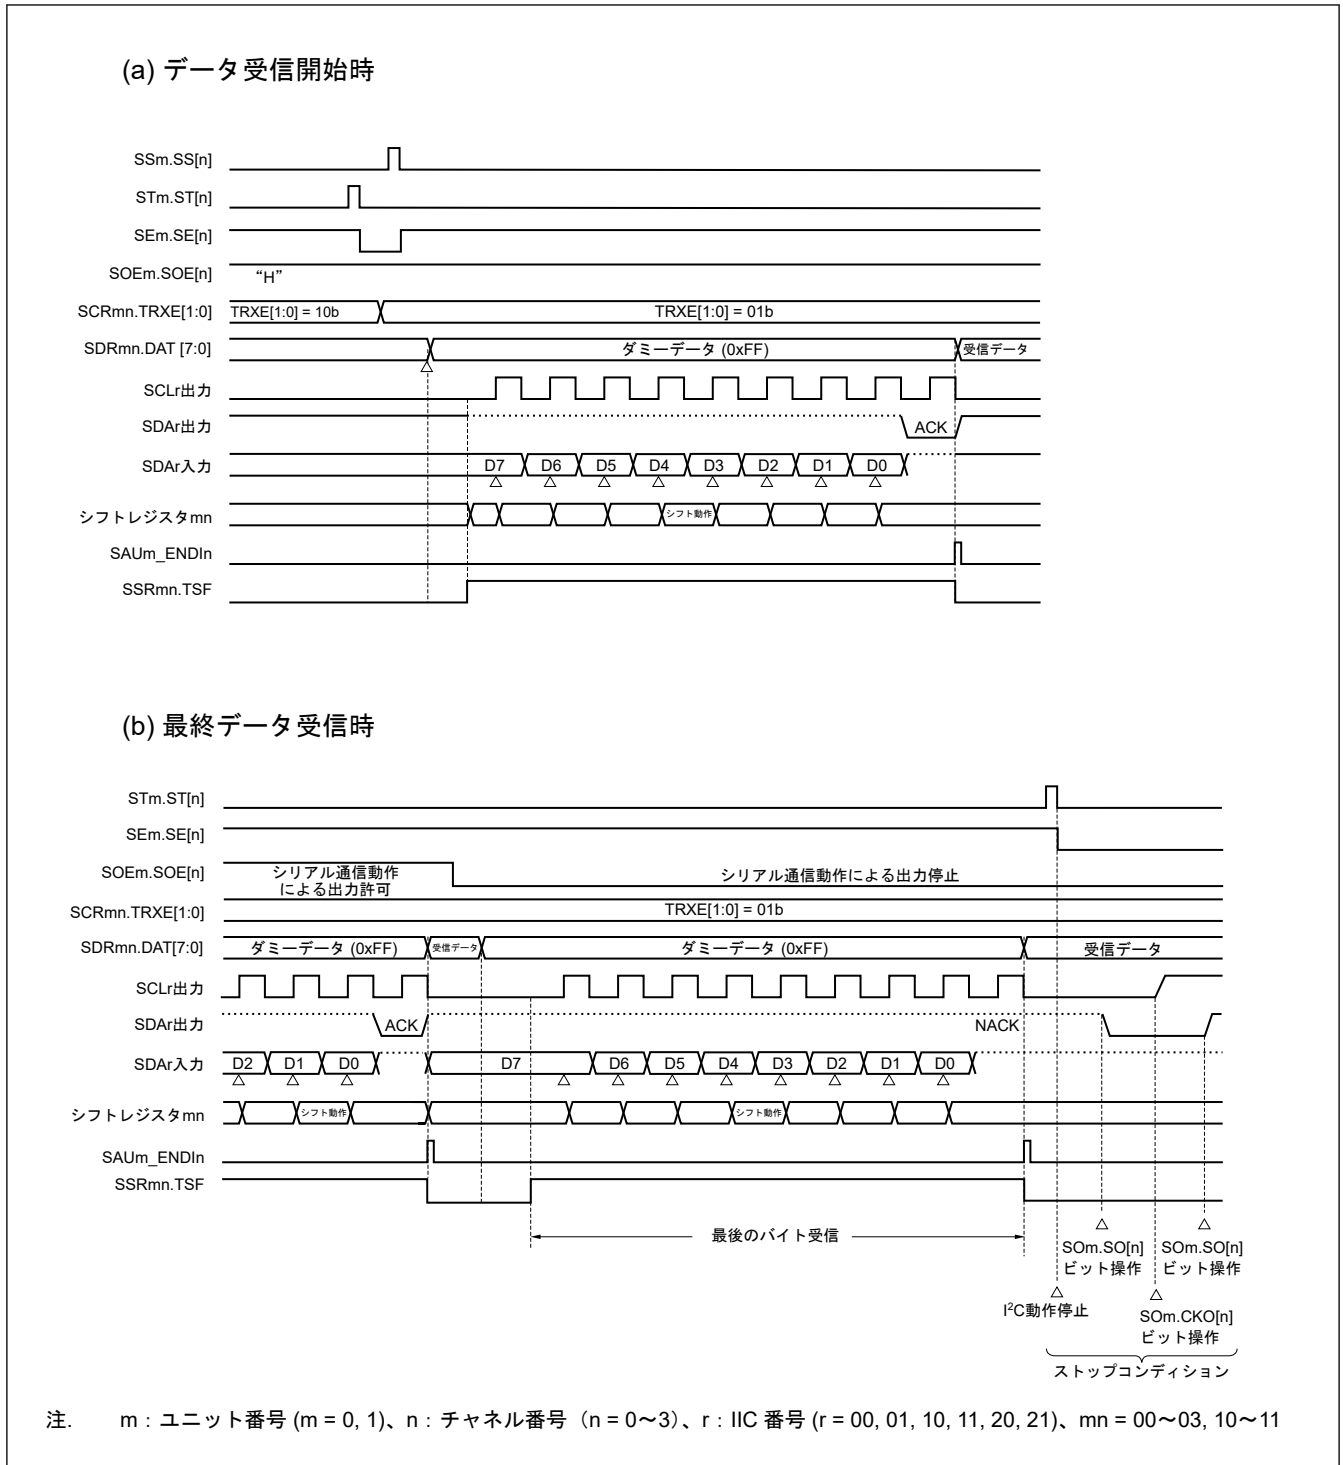 (a) データ受信開始時
SSm.SS[n]
STm.ST[n]
SEm.SE[n]
SOEm.SOE[n] “H”
SCRmn.TRXE[1:0] TRXE[1:0] = 10b TRXE[1:0] = 01b
SDRmn.DAT [7:0] ダミーデータ (0xFF) 受信データ
SCLr出力
SDAr出力 ACK
SDAr入力 D7 D6 D5 D4 D3 D2 D1 D0
シフトレジスタmn シフト動作
SAUm_ENDIn
SSRmn.TSF
(b) 最終データ受信時
STm.ST[n]
SEm.SE[n]
SOEm.SOE[n] シリアル通信動作による出力許可 シリアル通信動作による出力停止
SCRmn.TRXE[1:0] TRXE[1:0] = 01b
SDRmn.DAT[7:0] ダミーデータ (0xFF) 受信データ ダミーデータ (0xFF) 受信データ
SCLr出力
SDAr出力 ACK NACK
SDAr入力 D2 D1 D0 D7 D6 D5 D4 D3 D2 D1 D0
シフトレジスタmn シフト動作 シフト動作
SAUm_ENDIn
SSRmn.TSF
最後のバイト受信
SOm.SO[n] SOm.SO[n]
ビット操作 ビット操作
I²C動作停止
SOm.CKO[n]
ビット操作
ストップコンディション
注. m：ユニット番号 (m = 0, 1)、n：チャネル番号（n = 0～3）、r：IIC 番号 (r = 00, 01, 10, 11, 20, 21)、mn = 00～03, 10～11